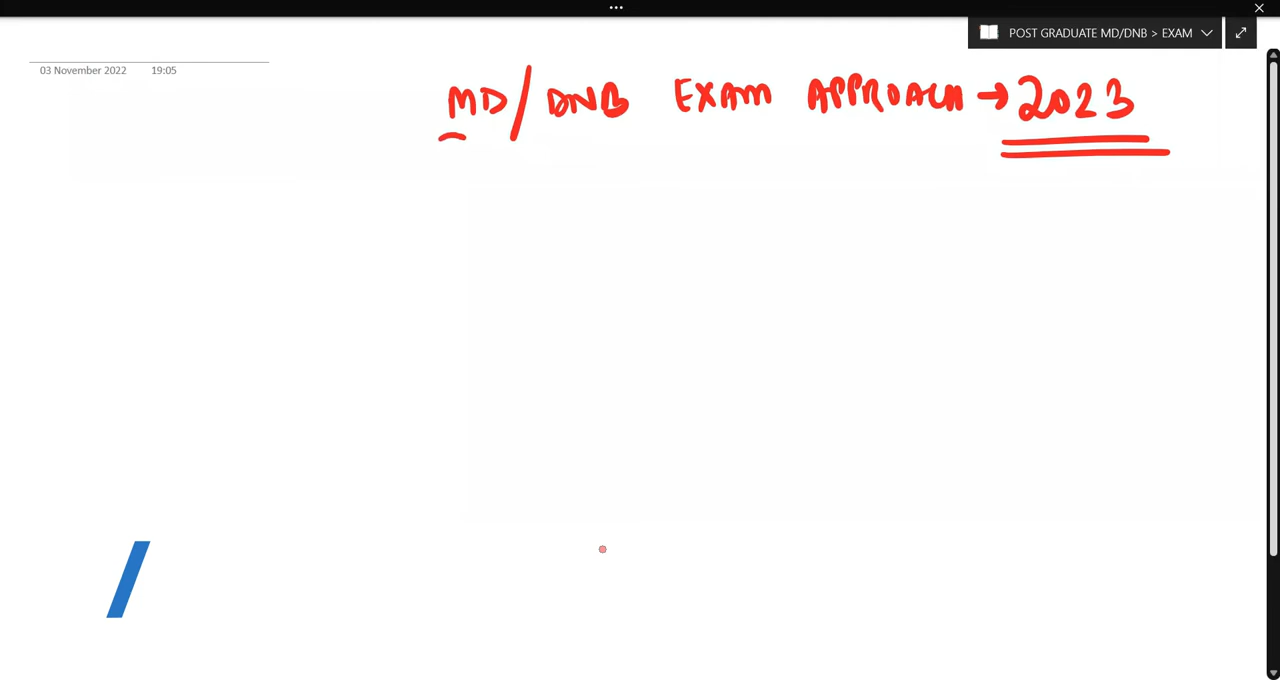 POST GRADUATE MD/DNB > EXAM
03 November 2022 19:05
MD/DNB EXAM APPROACH → 2023